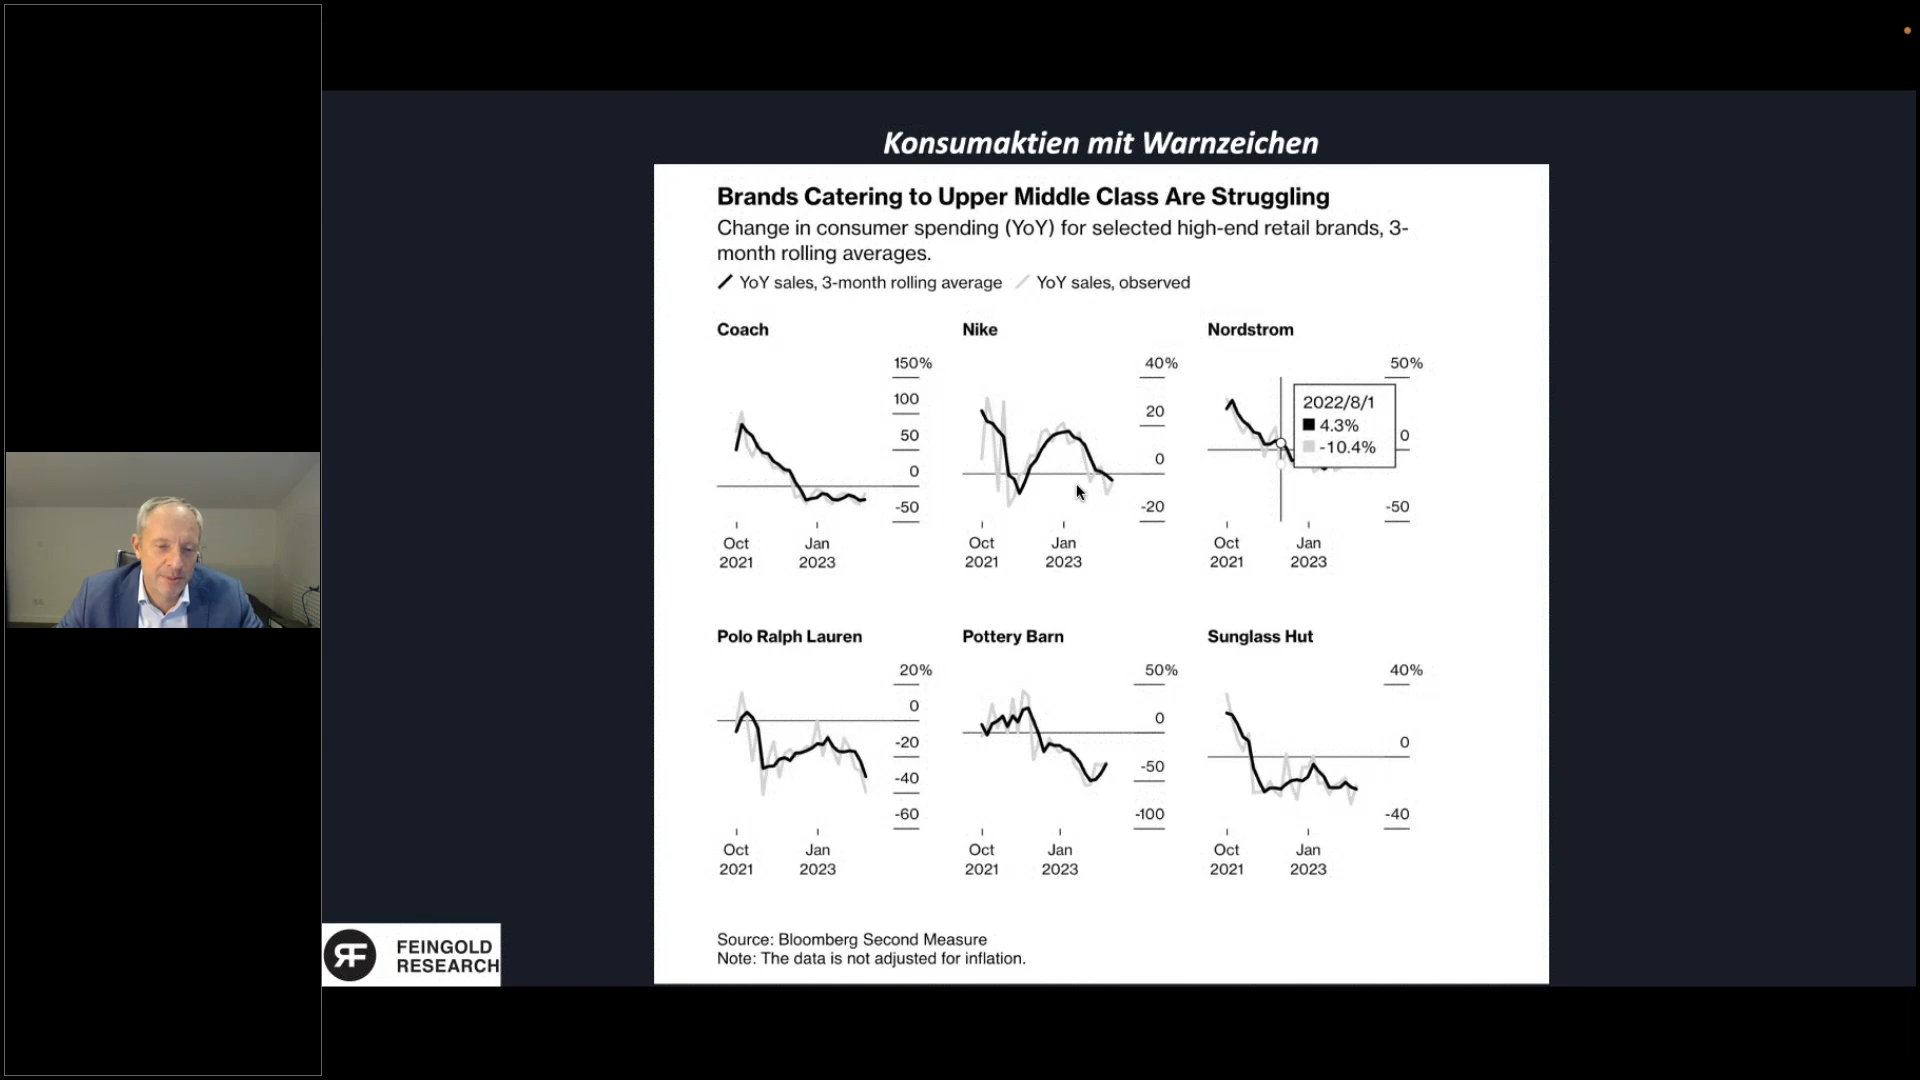 Konsumaktien mit Warnzeichen
Brands Catering to Upper Middle Class Are Struggling
Change in consumer spending (YoY) for selected high-end retail brands, 3-
month rolling averages.
YoY sales, 3-month rolling average YoY sales, observed
Coach
150%
100
50
0
-50
Oct
2021
Jan
2023
Nike
40%
20
0
-20
Oct
2021
Jan
2023
Nordstrom
50%
0
-50
2022/8/1
4.3%
-10.4%
Oct
2021
Jan
2023
Polo Ralph Lauren
20%
0
-20
-40
-60
Oct
2021
Jan
2023
Pottery Barn
50%
0
-50
-100
Oct
2021
Jan
2023
Sunglass Hut
40%
0
-40
Oct
2021
Jan
2023
Source: Bloomberg Second Measure
Note: The data is not adjusted for inflation.
RF
FEINGOLD
RESEARCH